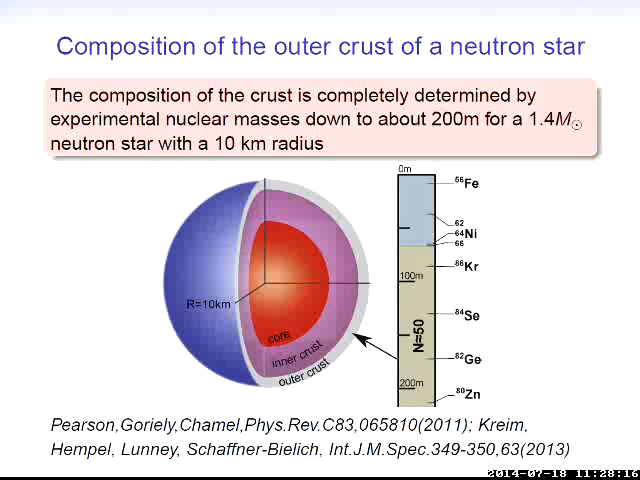 Composition of the outer crust of a neutron star
The composition of the crust is completely determined by
experimental nuclear masses down to about 200m for a 1.4M☉
neutron star with a 10 km radius
0m
⁵⁶Fe
62
⁶⁴Ni
66
⁸⁶Kr
100m
R=10km
⁸⁴Se
N=50
core
inner crust
⁸²Ge
outer crust
200m
⁸⁰Zn
Pearson,Goriely,Chamel,Phys.Rev.C83,065810(2011); Kreim,
Hempel, Lunney, Schaffner-Bielich, Int.J.M.Spec.349-350,63(2013)
2014-07-18 11:28:16